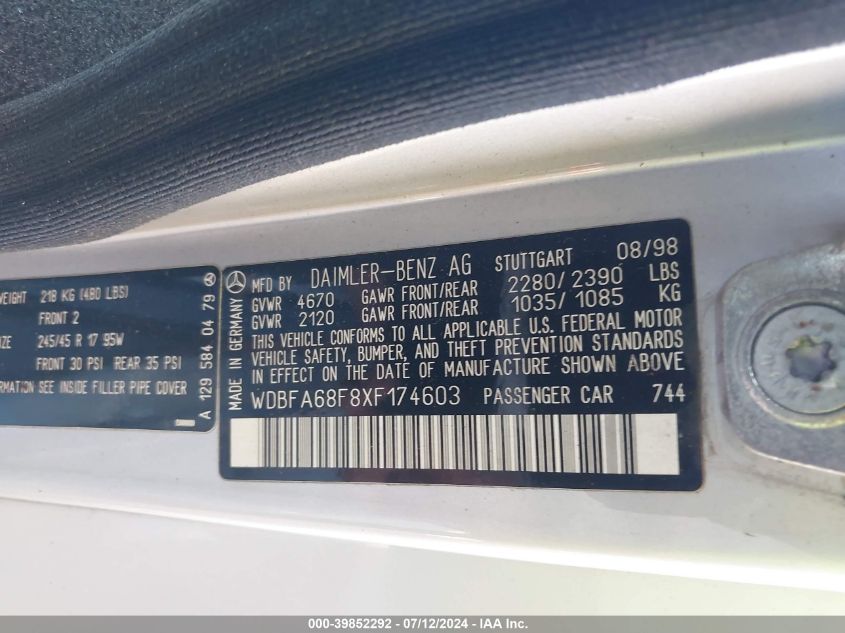 WEIGHT 218 KG (480 LBS)
FRONT 2
245/45 R 17 95W
FRONT 30 PSI REAR 35 PSI
SEE INSIDE FILLER PIPE COVER
A 129 584 04 79
MADE IN GERMANY
MFD BY DAIMLER-BENZ AG STUTTGART 08/98
GVWR 4670 GAWR FRONT/REAR 2280/2390 LBS
GVWR 2120 GAWR FRONT/REAR 1035/1085 KG
THIS VEHICLE CONFORMS TO ALL APPLICABLE U.S. FEDERAL MOTOR
VEHICLE SAFETY, BUMPER, AND THEFT PREVENTION STANDARDS
IN EFFECT ON THE DATE OF MANUFACTURE SHOWN ABOVE
WDBFA68F8XF174603 PASSENGER CAR 744
000-39852292 - 07/12/2024 - IAAI.com